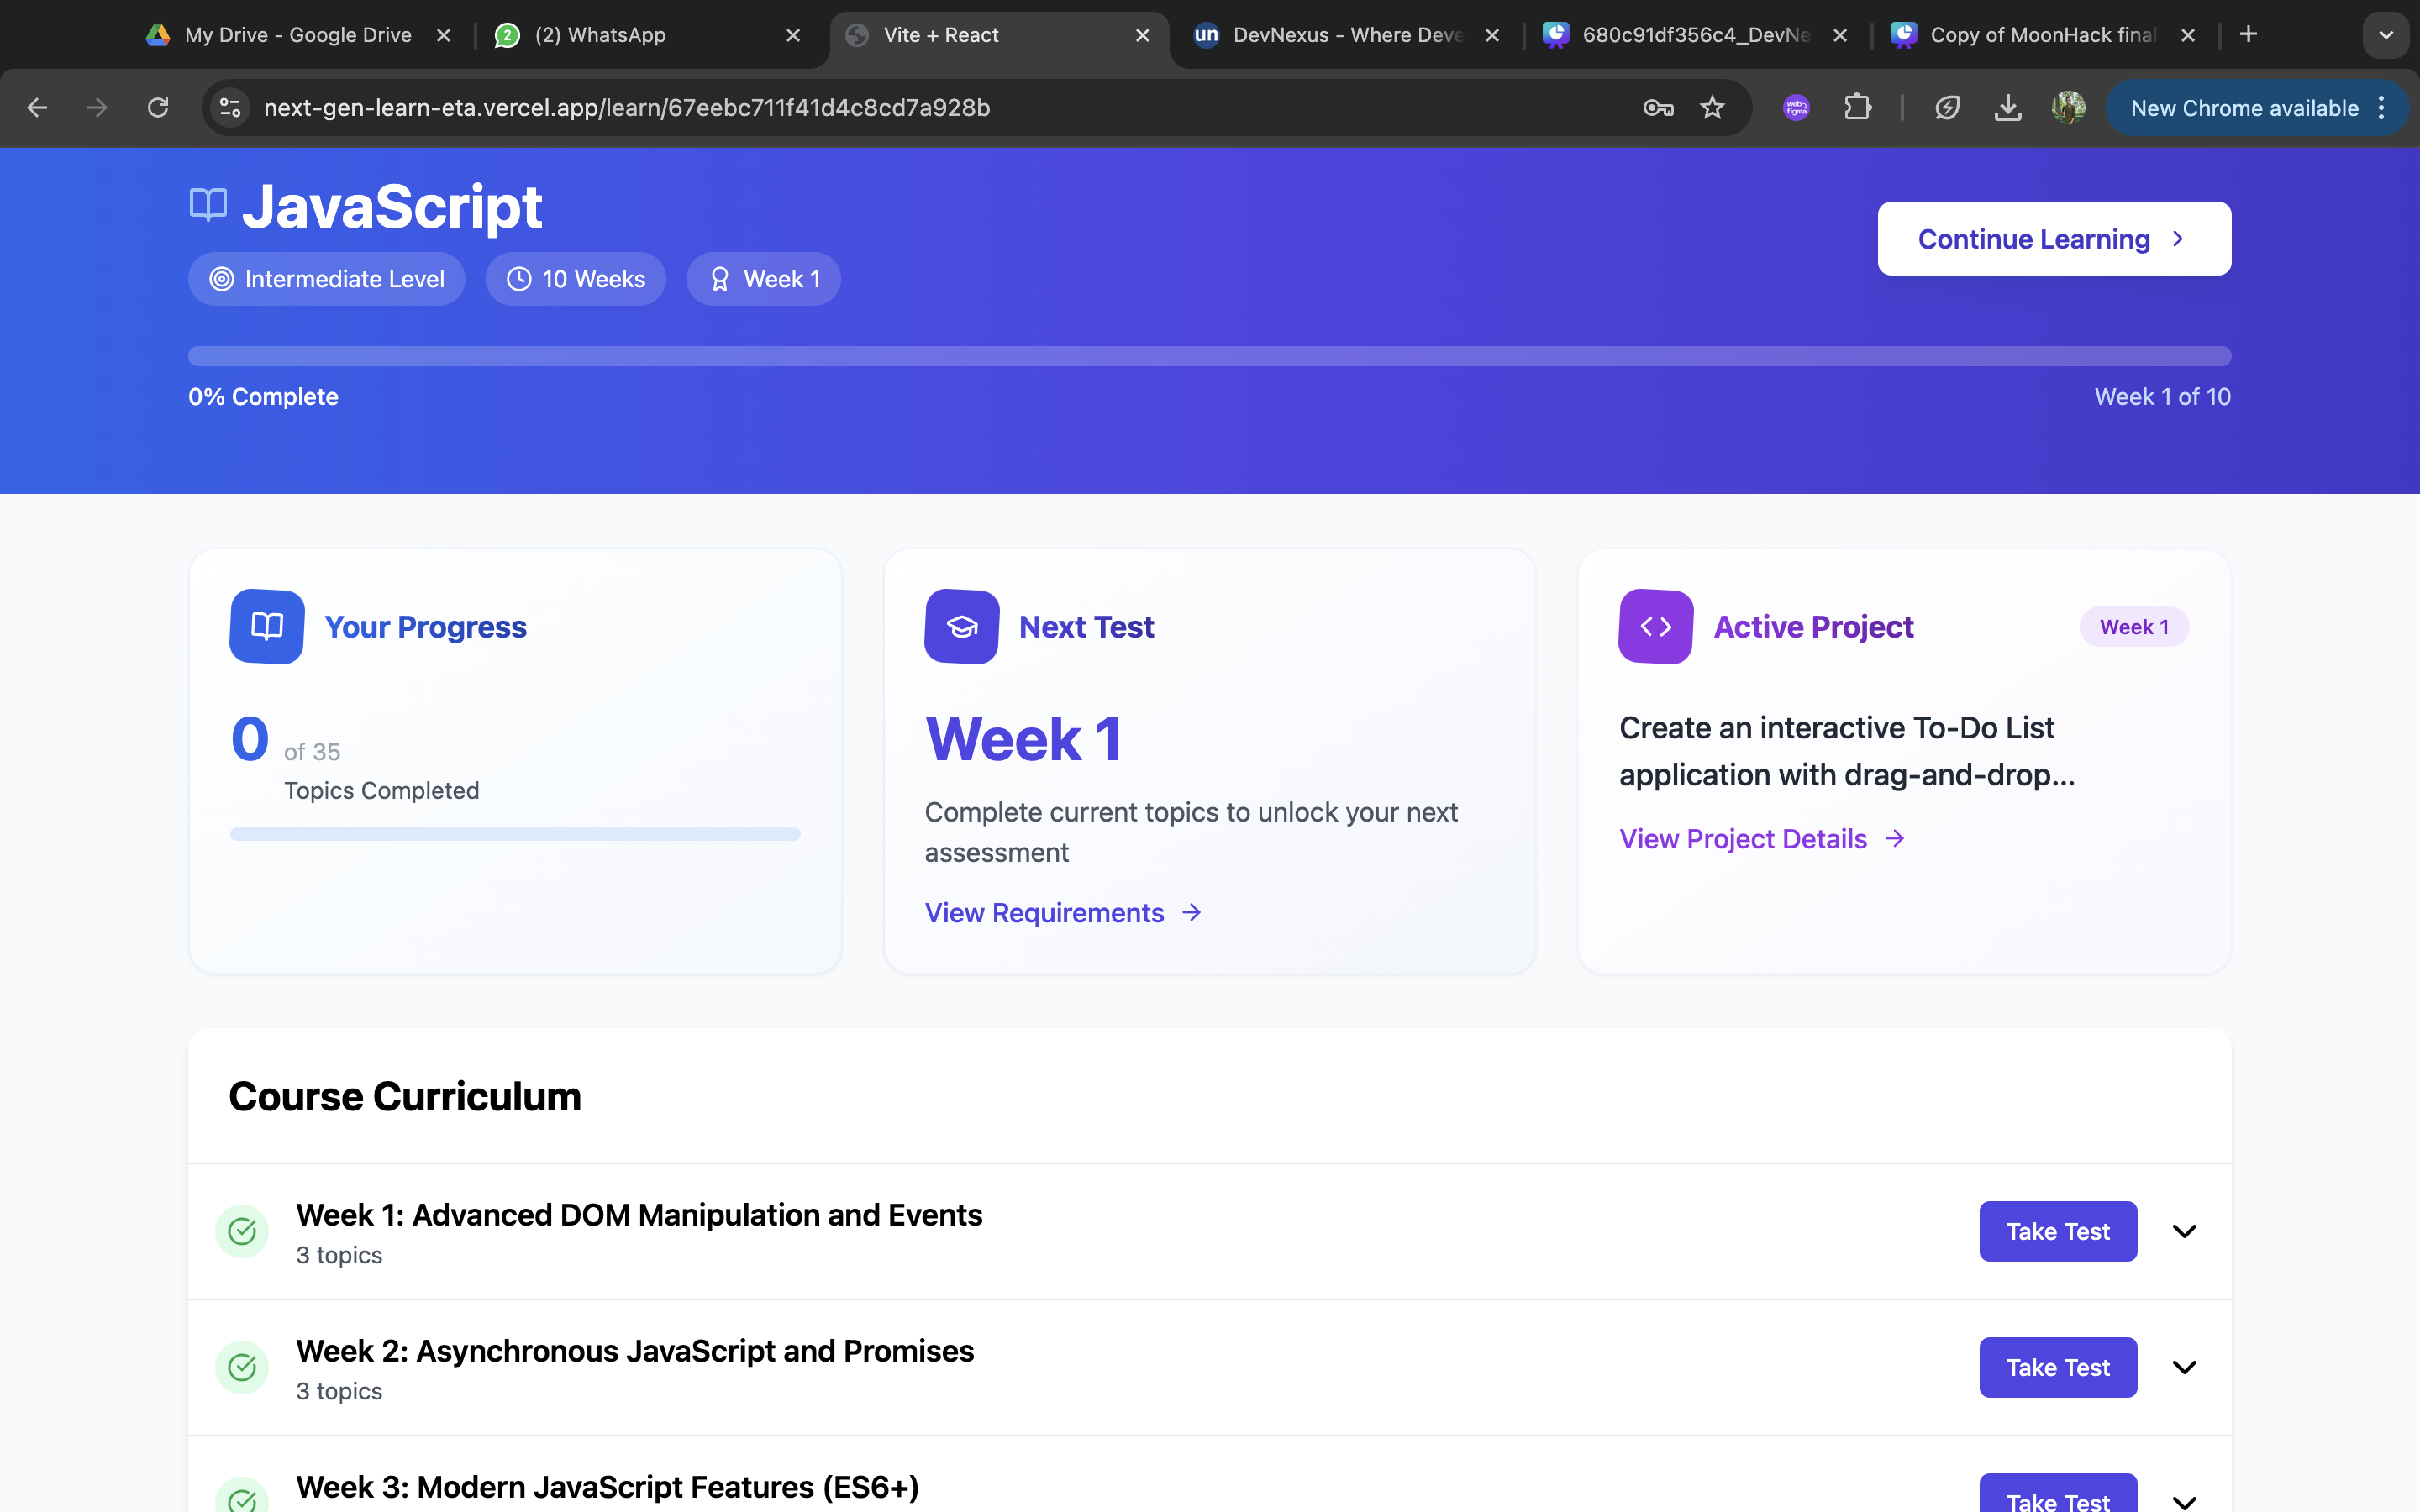 My Drive - Google Drive
2
(2) WhatsApp
Vite + React
un
DevNexus - Where Deve
680c91df356c4_DevNe
Copy of MoonHack final
next-gen-learn-eta.vercel.app/learn/67eebc711f41d4c8cd7a928b
web
figma
New Chrome available
JavaScript
Continue Learning
Intermediate Level
10 Weeks
Week 1
0% Complete
Week 1 of 10
Your Progress
0 of 35
Topics Completed
Next Test
Week 1
Complete current topics to unlock your next
assessment
View Requirements
Active Project
Week 1
Create an interactive To-Do List
application with drag-and-drop...
View Project Details
Course Curriculum
Week 1: Advanced DOM Manipulation and Events
3 topics
Take Test
Week 2: Asynchronous JavaScript and Promises
3 topics
Take Test
Week 3: Modern JavaScript Features (ES6+)
Take Test